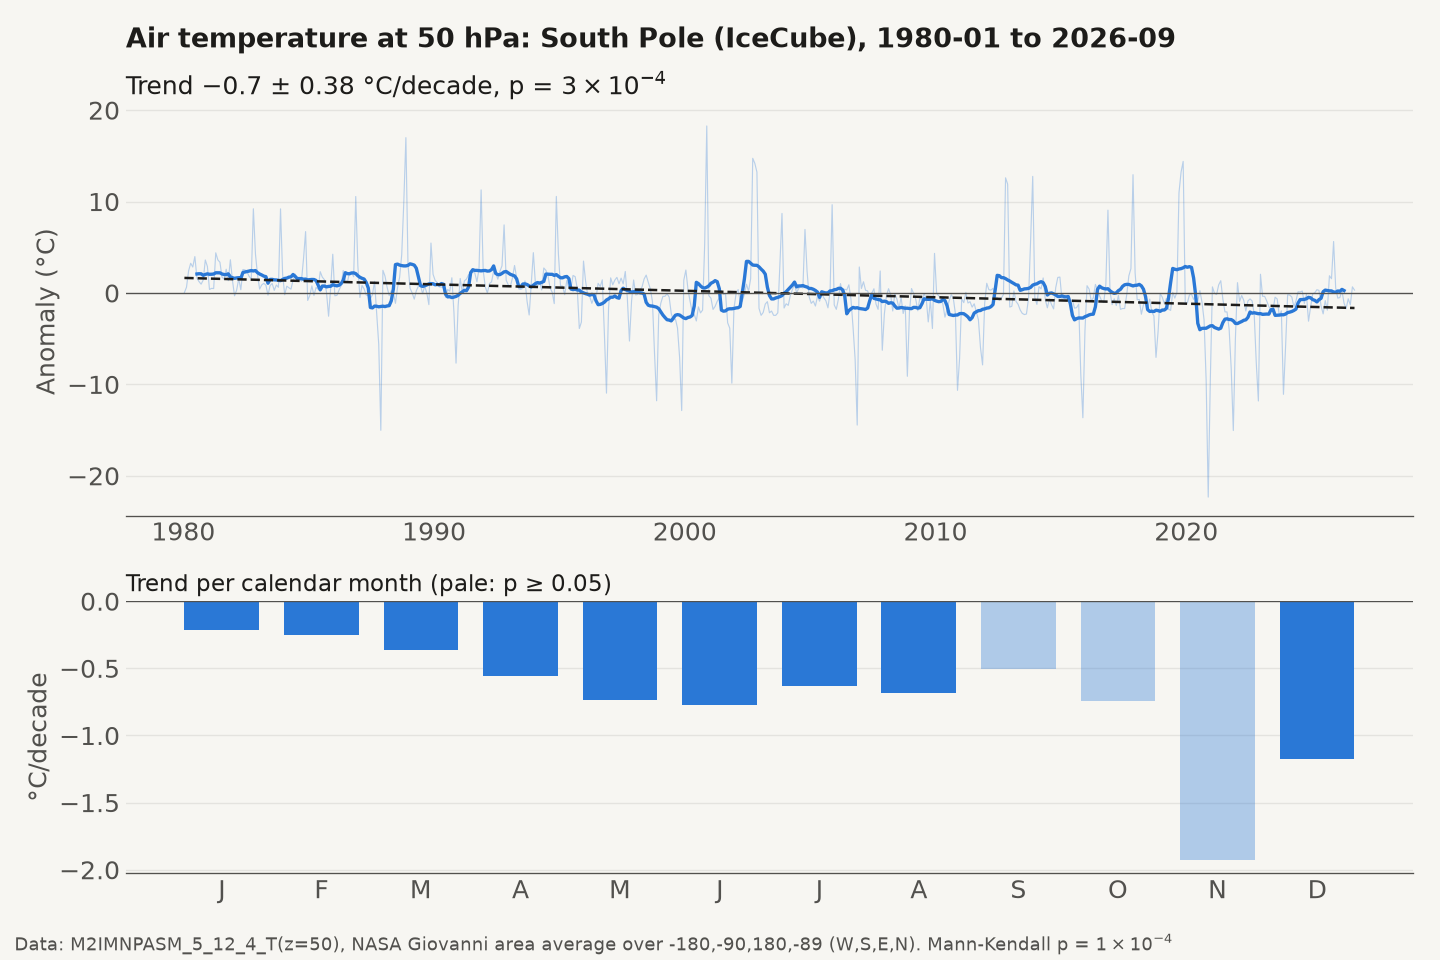 Air temperature at 50 hPa: South Pole (IceCube), 1980-01 to 2026-09
Trend −0.7 ± 0.38 °C/decade, p = 3 × 10⁻⁴
20
10
0
−10
−20
Anomaly (°C)
1980 1990 2000 2010 2020
Trend per calendar month (pale: p ≥ 0.05)
0.0
−0.5
−1.0
−1.5
−2.0
°C/decade
J F M A M J J A S O N D
Data: M2IMNPASM_5_12_4_T(z=50), NASA Giovanni area average over -180,-90,180,-89 (W,S,E,N). Mann-Kendall p = 1 × 10⁻⁴